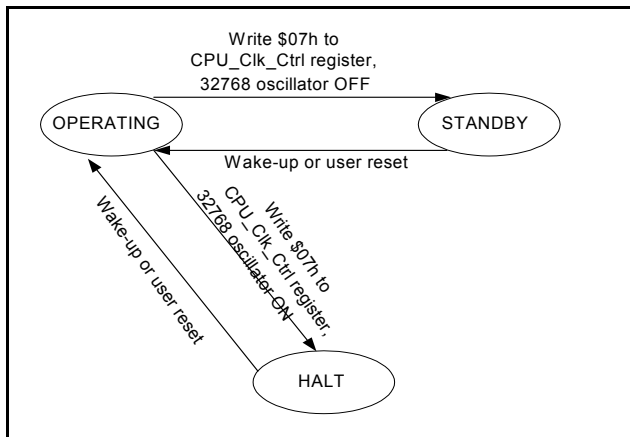 Write $07h to
CPU_Clk_Ctrl register,
32768 oscillator OFF
OPERATING
STANDBY
Wake-up or user reset
Write $07h to
CPU_Clk_Ctrl register,
32768 oscillator ON
Wake-up or user reset
HALT